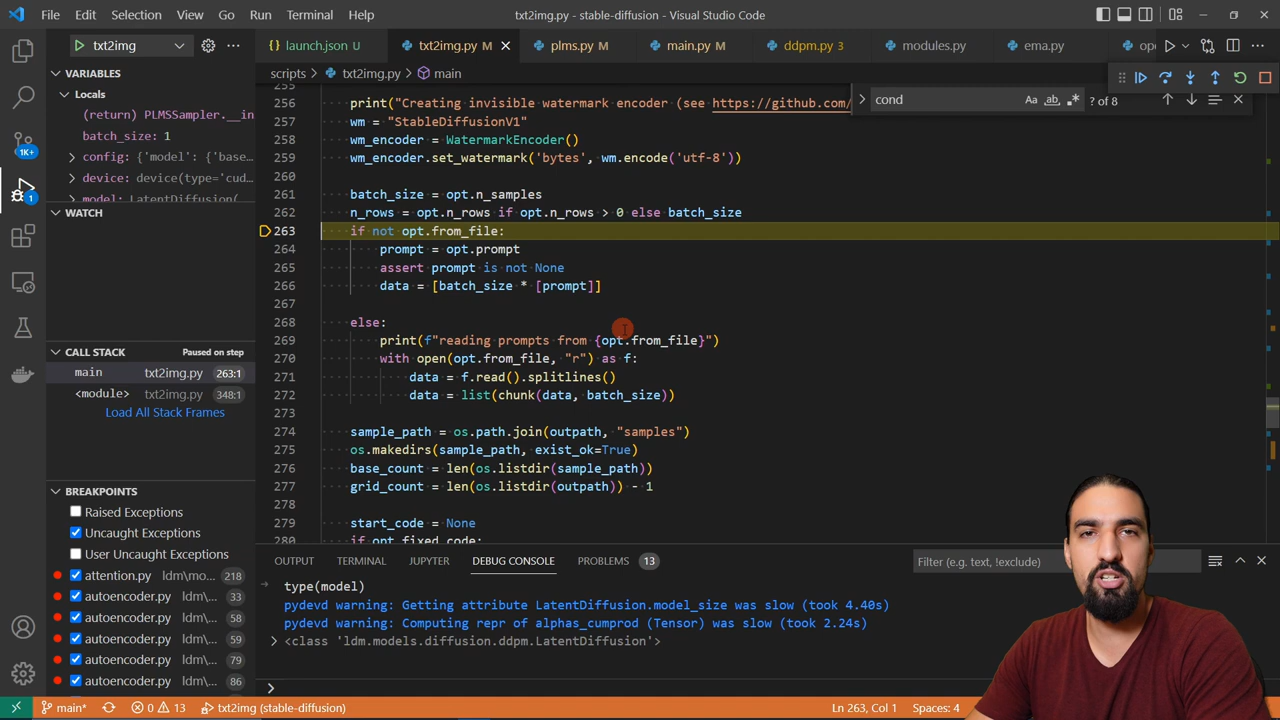 File Edit Selection View Go Run Terminal Help
txt2img.py - stable-diffusion - Visual Studio Code
txt2img
launch.json U
txt2img.py M
plms.py M
main.py M
ddpm.py 3
modules.py
ema.py
scripts > txt2img.py > main
cond
Aa ab
? of 8
VARIABLES
Locals
(return) PLMSSampler.__in
batch_size: 1
config: {'model': {'base…
device: device(type='cud…
model: LatentDiffusion(
WATCH
CALL STACK
Paused on step
main txt2img.py 263:1
<module> txt2img.py 348:1
Load All Stack Frames
BREAKPOINTS
Raised Exceptions
Uncaught Exceptions
User Uncaught Exceptions
attention.py ldm\mo... 218
autoencoder.py ldm\... 33
autoencoder.py ldm\... 58
autoencoder.py ldm\... 59
autoencoder.py ldm\... 79
autoencoder.py ldm\... 86
1K+
1
255
256 print("Creating invisible watermark encoder (see https://github.com/
257 wm = "StableDiffusionV1"
258 wm_encoder = WatermarkEncoder()
259 wm_encoder.set_watermark('bytes', wm.encode('utf-8'))
260
261 batch_size = opt.n_samples
262 n_rows = opt.n_rows if opt.n_rows > 0 else batch_size
263 if not opt.from_file:
264 prompt = opt.prompt
265 assert prompt is not None
266 data = [batch_size * [prompt]]
267
268 else:
269 print(f"reading prompts from {opt.from_file}")
270 with open(opt.from_file, "r") as f:
271 data = f.read().splitlines()
272 data = list(chunk(data, batch_size))
273
274 sample_path = os.path.join(outpath, "samples")
275 os.makedirs(sample_path, exist_ok=True)
276 base_count = len(os.listdir(sample_path))
277 grid_count = len(os.listdir(outpath)) - 1
278
279 start_code = None
280 if opt.fixed_code:
OUTPUT TERMINAL JUPYTER DEBUG CONSOLE PROBLEMS 13
Filter (e.g. text, !exclude)
type(model)
pydevd warning: Getting attribute LatentDiffusion.model_size was slow (took 4.40s)
pydevd warning: Computing repr of alphas_cumprod (Tensor) was slow (took 2.24s)
<class 'ldm.models.diffusion.ddpm.LatentDiffusion'>
main* 0 13 txt2img (stable-diffusion)
Ln 263, Col 1 Spaces: 4